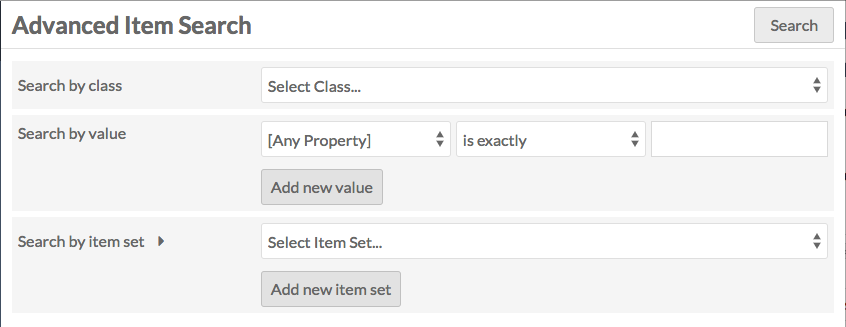 Advanced Item Search
Search
Search by class
Select Class...
Search by value
[Any Property]
is exactly
Add new value
Search by item set
Select Item Set...
Add new item set